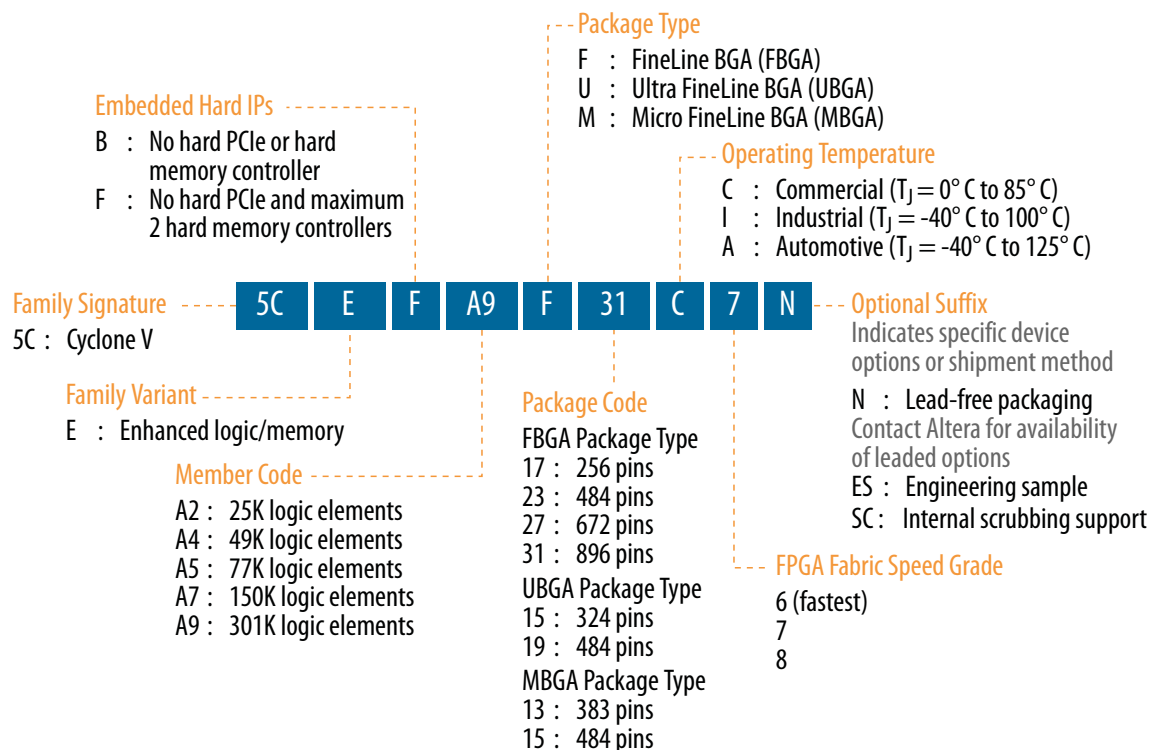 Package Type
F : FineLine BGA (FBGA)
U : Ultra FineLine BGA (UBGA)
M : Micro FineLine BGA (MBGA)
Embedded Hard IPs
B : No hard PCIe or hard
memory controller
F : No hard PCIe and maximum
2 hard memory controllers
Operating Temperature
C : Commercial (TJ = 0° C to 85° C)
I : Industrial (TJ = -40° C to 100° C)
A : Automotive (TJ = -40° C to 125° C)
Family Signature
5C : Cyclone V
5C E F A9 F 31 C 7 N
Optional Suffix
Indicates specific device
options or shipment method
N : Lead-free packaging
Contact Altera for availability
of leaded options
ES : Engineering sample
SC : Internal scrubbing support
Family Variant
E : Enhanced logic/memory
Member Code
A2 : 25K logic elements
A4 : 49K logic elements
A5 : 77K logic elements
A7 : 150K logic elements
A9 : 301K logic elements
Package Code
FBGA Package Type
17 : 256 pins
23 : 484 pins
27 : 672 pins
31 : 896 pins
UBGA Package Type
15 : 324 pins
19 : 484 pins
MBGA Package Type
13 : 383 pins
15 : 484 pins
FPGA Fabric Speed Grade
6 (fastest)
7
8